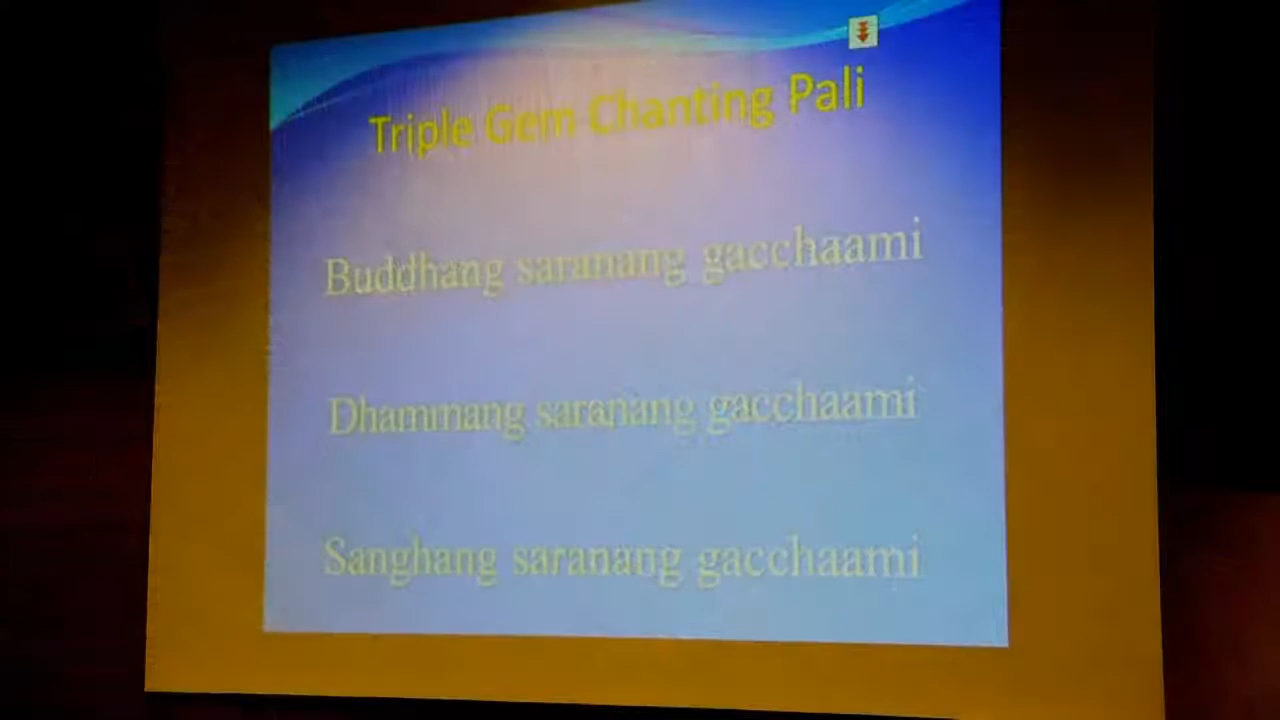 Triple Gem Chanting Pali
Buddhang saranang gacchaami
Dhammang saranang gacchaami
Sanghang saranang gacchaami